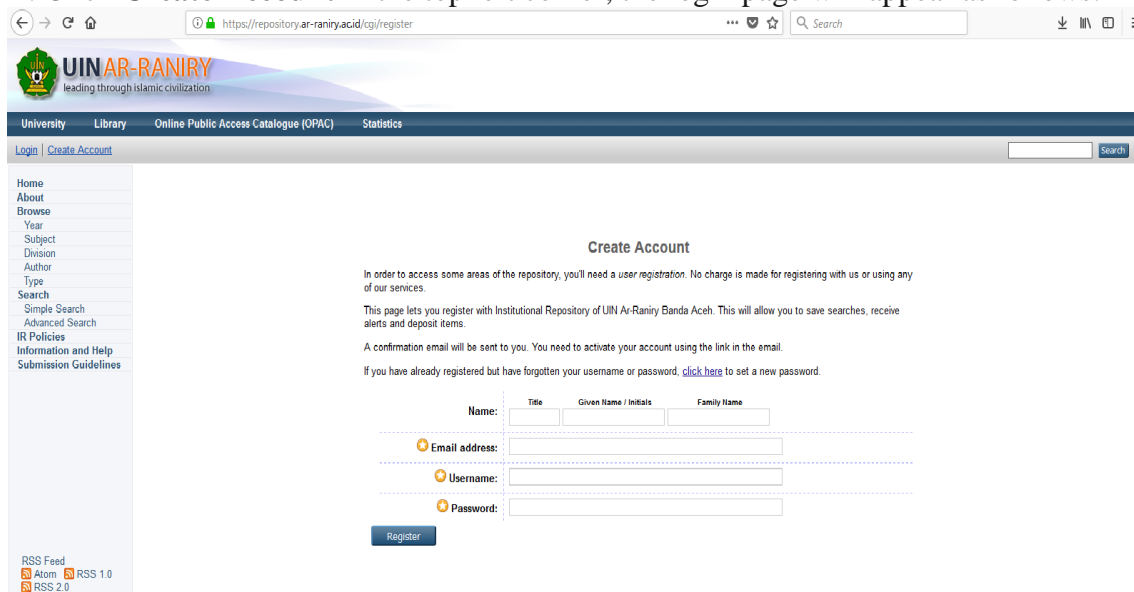 https://repository.ar-raniry.ac.id/cgi/register
Search
UIN AR-RANIRY
leading through islamic civilization
University Library Online Public Access Catalogue (OPAC) Statistics
Login | Create Account
Search
Home
About
Browse
Year
Subject
Division
Author
Type
Search
Simple Search
Advanced Search
IR Policies
Information and Help
Submission Guidelines
Create Account
In order to access some areas of the repository, you'll need a user registration. No charge is made for registering with us or using any
of our services.
This page lets you register with Institutional Repository of UIN Ar-Raniry Banda Aceh. This will allow you to save searches, receive
alerts and deposit items.
A confirmation email will be sent to you. You need to activate your account using the link in the email.
If you have already registered but have forgotten your username or password, click here to set a new password.
Title Given Name / Initials Family Name
Name:
Email address:
Username:
Password:
Register
RSS Feed
Atom RSS 1.0
RSS 2.0